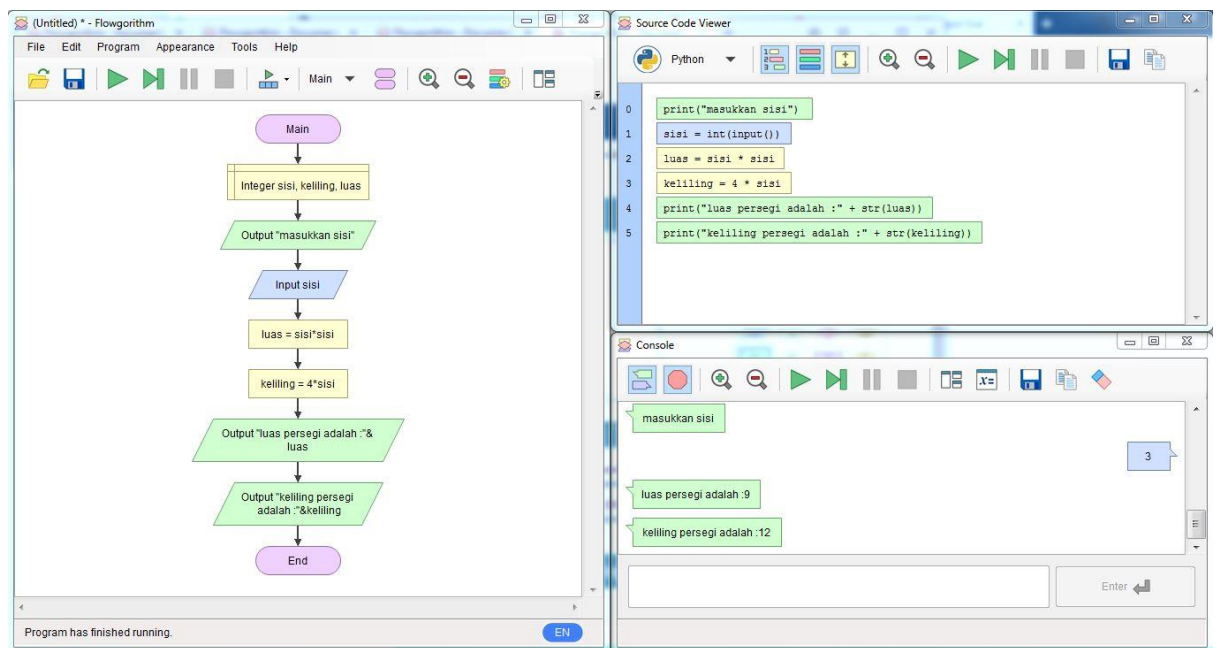 (Untitled) * - Flowgorithm
File Edit Program Appearance Tools Help
Main
Main
Integer sisi, keliling, luas
Output "masukkan sisi"
Input sisi
luas = sisi*sisi
keliling = 4*sisi
Output "luas persegi adalah :"&
luas
Output "keliling persegi
adalah :"&keliling
End
Program has finished running.
EN
Source Code Viewer
Python
0 print("masukkan sisi")
1 sisi = int(input())
2 luas = sisi * sisi
3 keliling = 4 * sisi
4 print("luas persegi adalah :" + str(luas))
5 print("keliling persegi adalah :" + str(keliling))
Console
masukkan sisi
3
luas persegi adalah :9
keliling persegi adalah :12
Enter